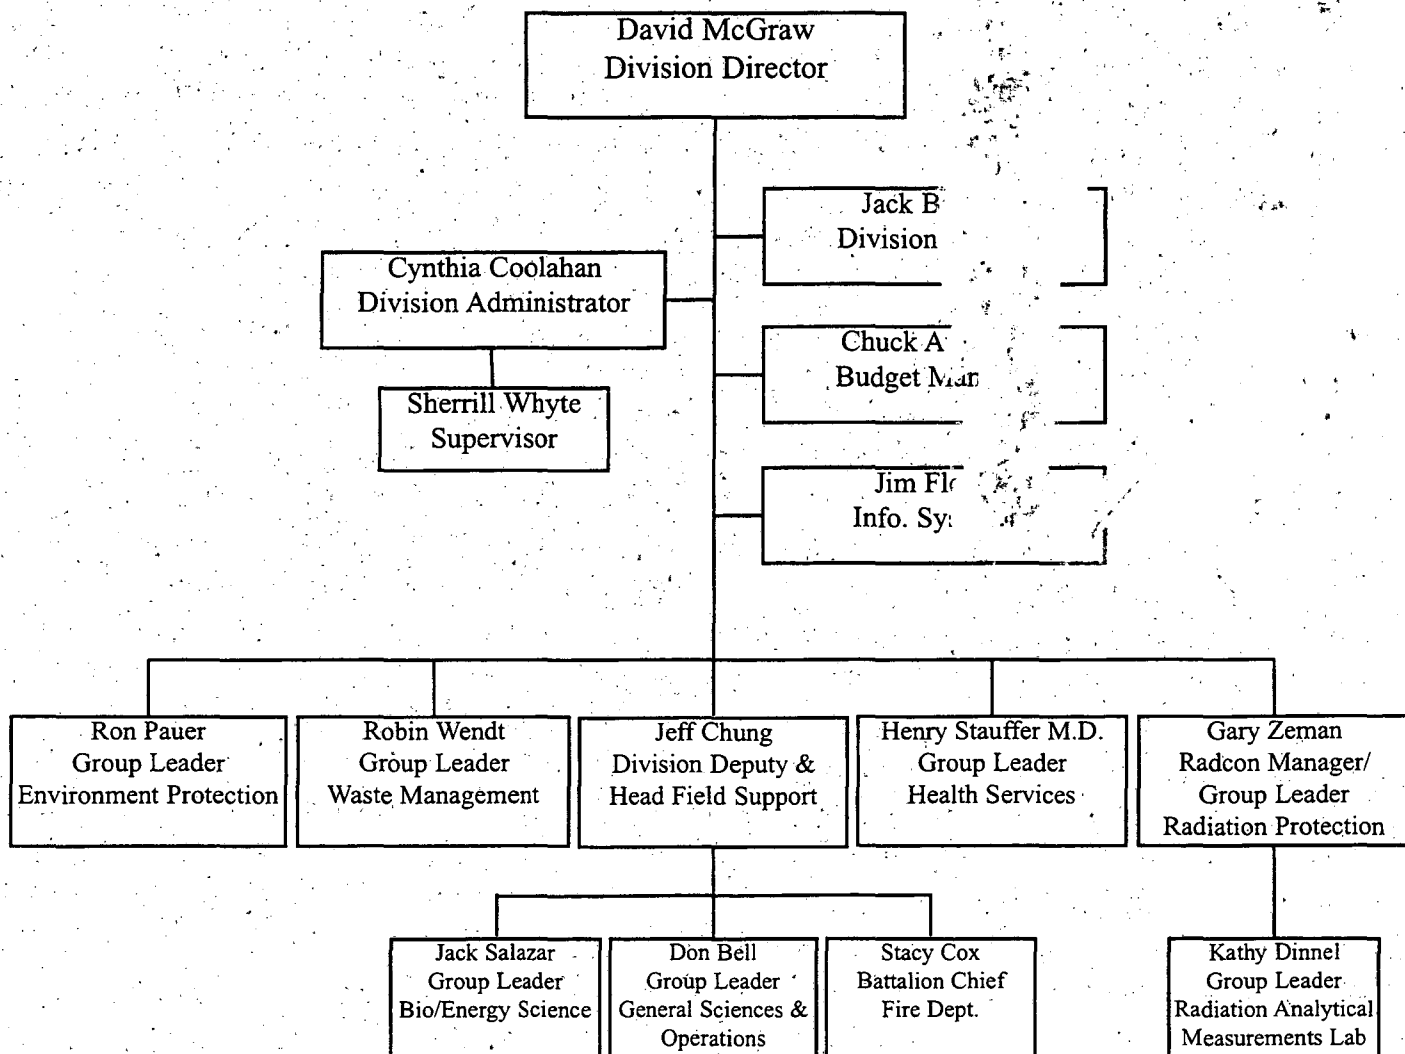 David McGraw
Division Director
Jack B
Division
Cynthia Coolahan
Division Administrator
Chuck A
Budget
Sherrill Whyte
Supervisor
Jim
Info.
Ron Pauer
Group Leader
Environment Protection
Robin Wendt
Group Leader
Waste Management
Jeff Chung
Division Deputy &
Head Field Support
Henry Stauffer M.D.
Group Leader
Health Services
Gary Zeman
Radcon Manager/
Group Leader
Radiation Protection
Jack Salazar
Group Leader
Bio/Energy Science
Don Bell
Group Leader
General Sciences &
Operations
Stacy Cox
Battalion Chief
Fire Dept.
Kathy Dinnel
Group Leader
Radiation Analytical
Measurements Lab